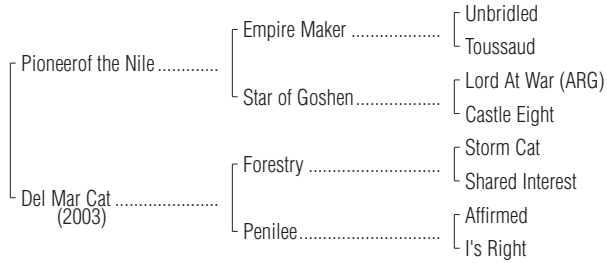 Unbridled
Empire Maker ....................
Toussaud
Pioneerof the Nile .............
Lord At War (ARG)
Star of Goshen ...................
Castle Eight
Storm Cat
Forestry .............................
Shared Interest
Del Mar Cat ......................
(2003)
Affirmed
Penilee ...............................
I's Right